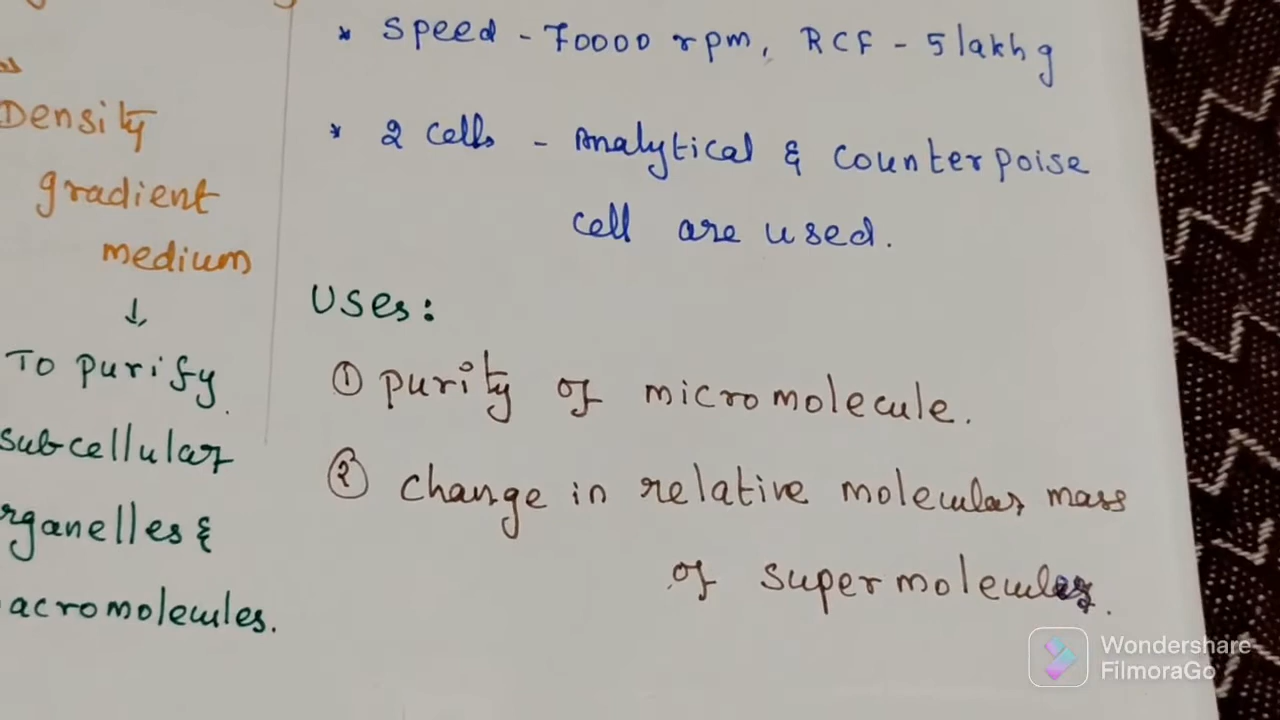 Density
gradient
medium
↓
To purify
subcellular
rganelles &
acromolecules.
* Speed - 70000 rpm, RCF - 5 lakh g
* 2 cells - Analytical & counterpoise
cell are used.
Uses:
① purity of micromolecule.
② change in relative molecular mass
of supermolecules.
Wondershare
FilmoraGo